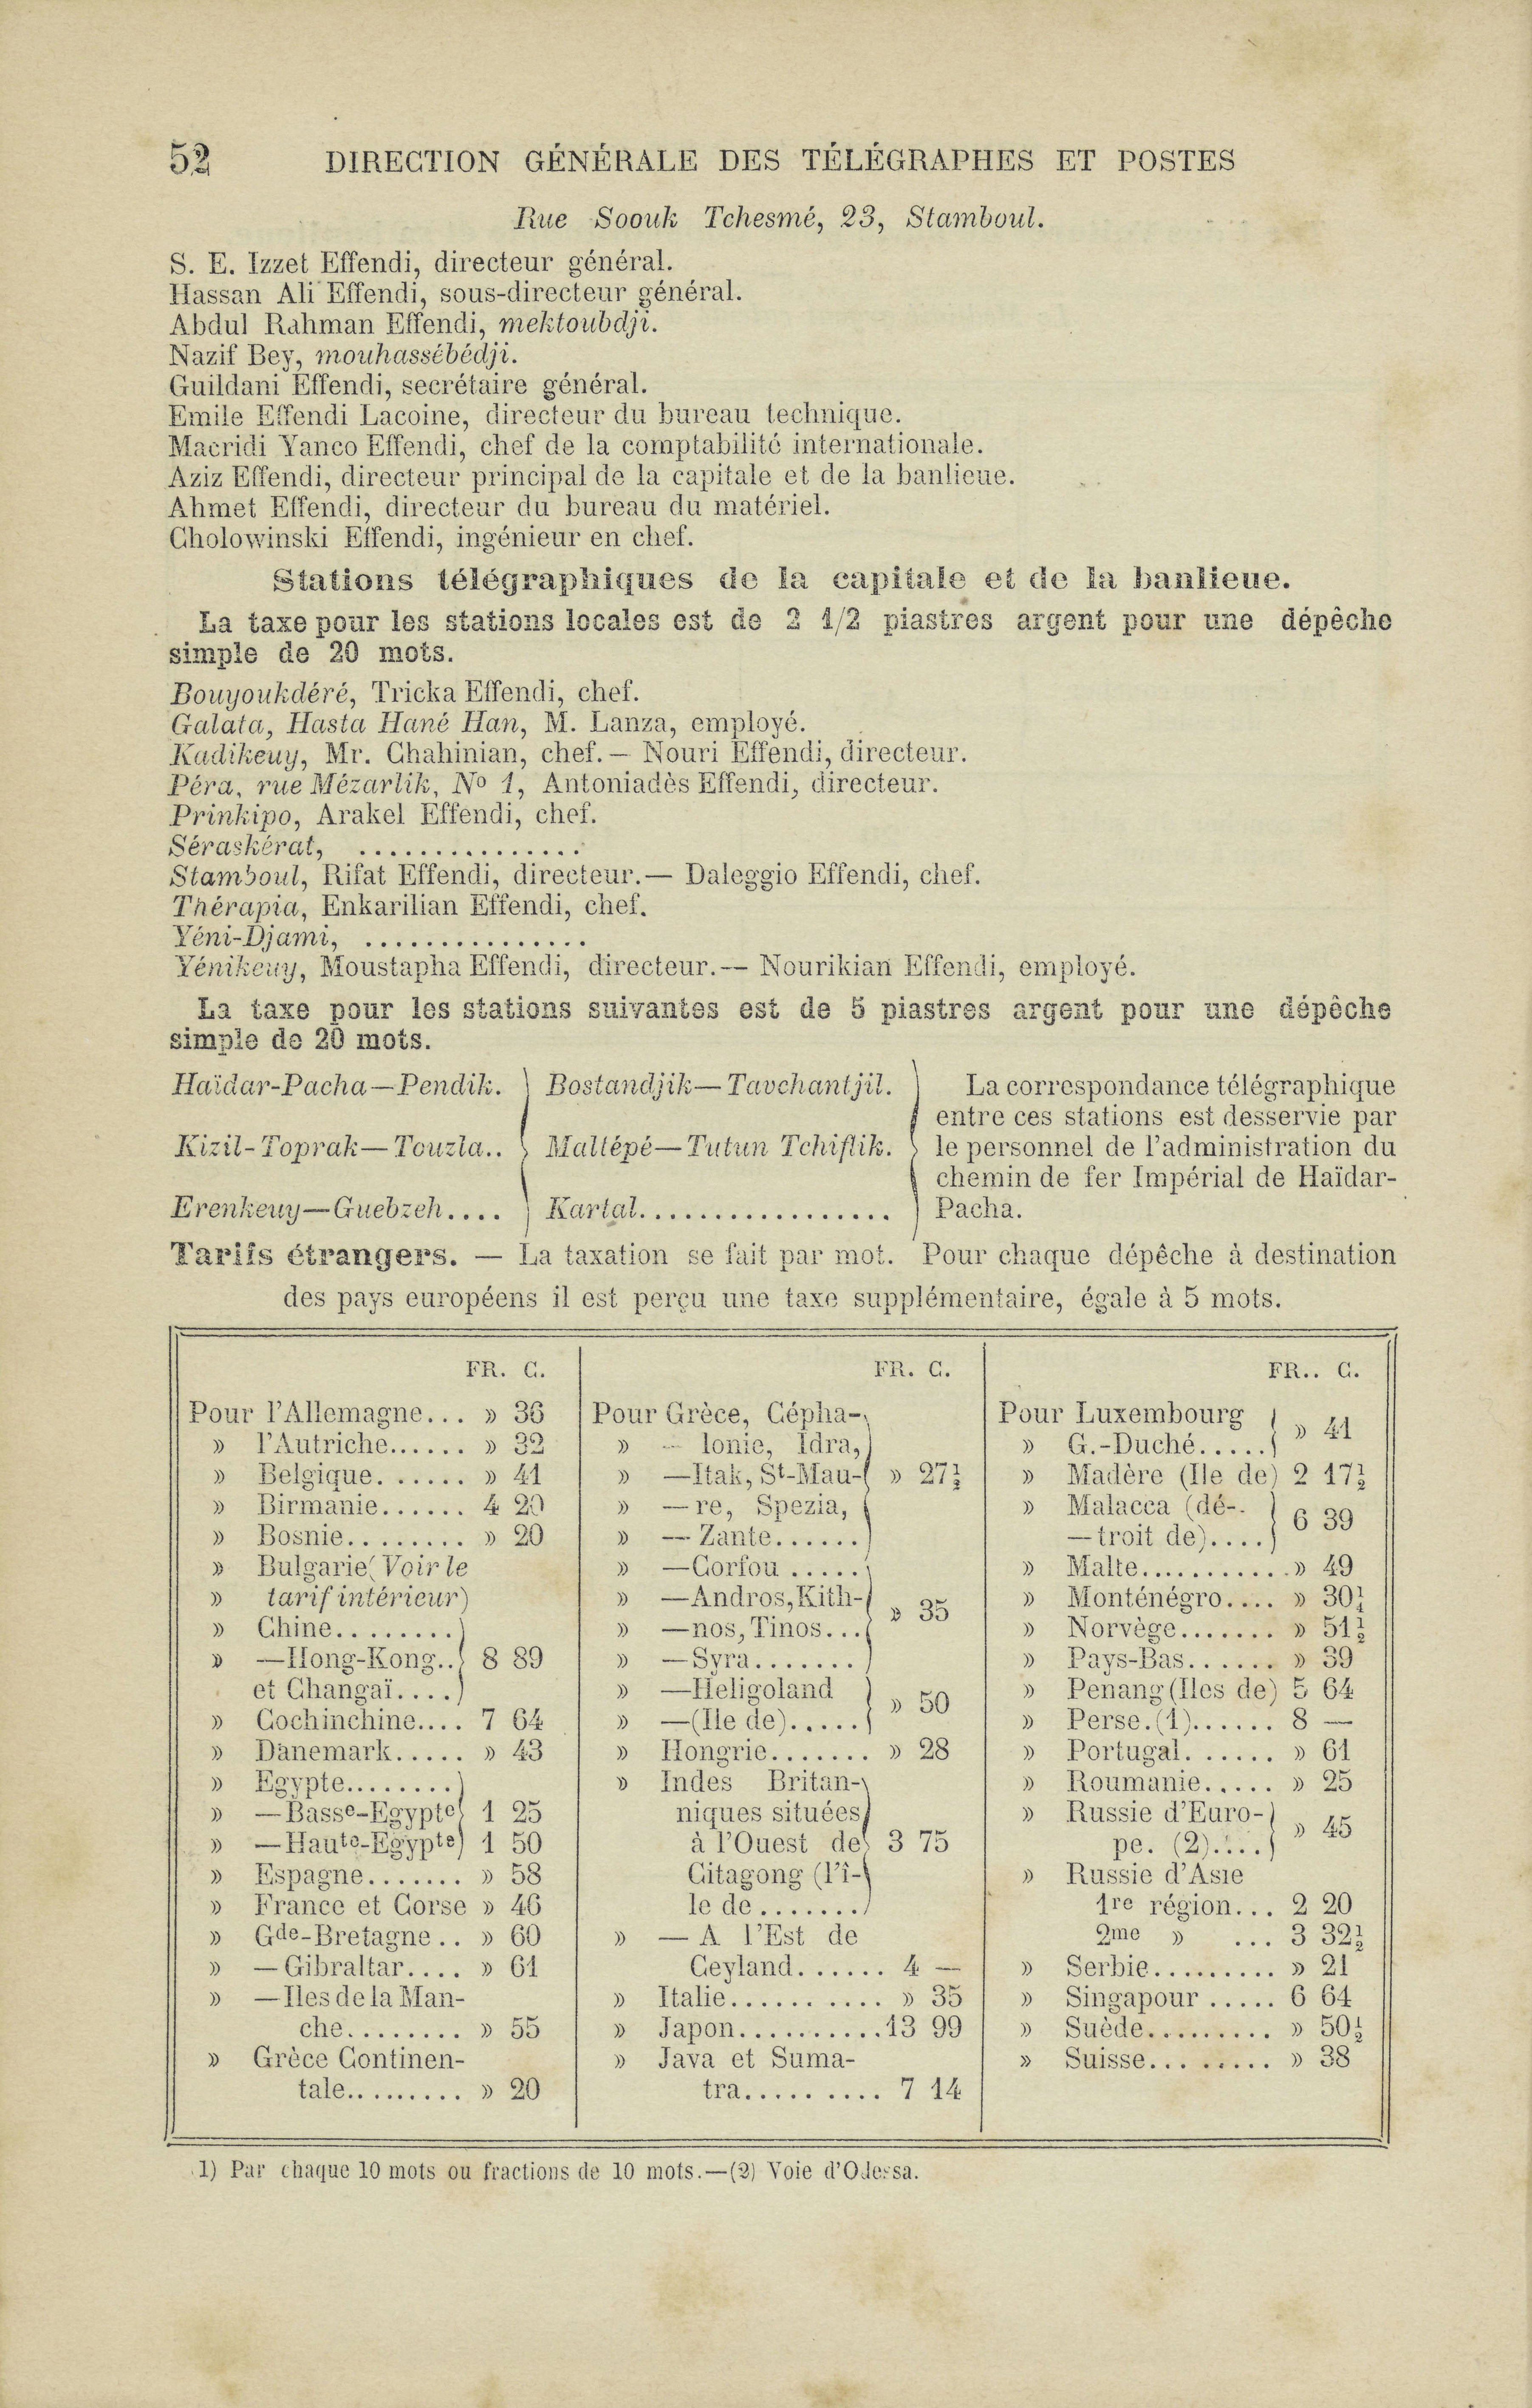 52 DIRECTION GÉNÉRALE DES TÉLÉGRAPHES ET POSTES
Rue Soouk Tchesmé, 23, Stamboul.
S. E. Izzet Effendi, directeur général.
Hassan Ali Effendi, sous-directeur général.
Abdul Rahman Effendi, mektoubdji.
Nazif Bey, mouhassébédji.
Guildani Effendi, secrétaire général.
Emile Effendi Lacoine, directeur du bureau technique.
Macridi Yanco Effendi, chef de la comptabilité internationale.
Aziz Effendi, directeur principal de la capitale et de la banlieue.
Ahmet Effendi, directeur du bureau du matériel.
Cholowinski Effendi, ingénieur en chef.
Stations télégraphiques de la capitale et de la banlieue.
La taxe pour les stations locales est de 2 1/2 piastres argent pour une dépêche
simple de 20 mots.
Bouyoukdéré, Tricka Effendi, chef.
Galata, Hasta Hané Han, M. Lanza, employé.
Kadikeuy, Mr. Chahinian, chef. — Nouri Effendi, directeur.
Péra, rue Mézarlik, No 1, Antoniadès Effendi, directeur.
Prinkipo, Arakel Effendi, chef.
Séraskérat, ...............
Stamboul, Rifat Effendi, directeur.— Daleggio Effendi, chef.
Thérapia, Enkarilian Effendi, chef.
Yéni-Djami, ...............
Yénikeuy, Moustapha Effendi, directeur.— Nourikian Effendi, employé.
La taxe pour les stations suivantes est de 5 piastres argent pour une dépêche
simple de 20 mots.
Haïdar-Pacha—Pendik.
Kizil-Toprak—Touzla..
Erenkeuy—Guebzeh....
Bostandjik—Tavchantjil.
Maltépé—Tutun Tchiflik.
Kartal.................
La correspondance télégraphique
entre ces stations est desservie par
le personnel de l'administration du
chemin de fer Impérial de Haïdar-
Pacha.
Tarifs étrangers. — La taxation se fait par mot. Pour chaque dépêche à destination
des pays européens il est perçu une taxe supplémentaire, égale à 5 mots.
FR. C.
Pour l'Allemagne... » 36
» l'Autriche...... » 32
» Belgique....... » 41
» Birmanie...... 4 20
» Bosnie......... » 20
» Bulgarie (Voir le
» tarif intérieur)
» Chine........
» —Hong-Kong.. 8 89
et Changaï....
» Cochinchine.... 7 64
» Danemark..... » 43
» Egypte........
» —Basse-Egypte 1 25
» —Haute-Egypte 1 50
» Espagne....... » 58
» France et Corse » 46
» Gde-Bretagne.. » 60
» —Gibraltar.... » 61
» —Iles de la Man-
che......... » 55
» Grèce Continen-
tale......... » 20
FR. C.
Pour Grèce, Cépha-
» — lonie, Idra,
» —Itak, St-Mau- » 27½
» —re, Spezia,
» —Zante......
» —Corfou .....
» —Andros, Kith-
» —nos, Tinos... » 35
» —Syra.......
» —Heligoland
» —(Ile de)..... » 50
» Hongrie....... » 28
» Indes Britan-
niques situées
à l'Ouest de 3 75
Citagong (l'î-
le de.......
» — A l'Est de
Ceyland...... 4 —
» Italie........... » 35
» Japon..........13 99
» Java et Suma-
tra.......... 7 14
FR.. C.
Pour Luxembourg
» G.-Duché..... » 41
» Madère (Ile de) 2 17½
» Malacca (dé-
—troit de).... 6 39
» Malte............ » 49
» Monténégro.... » 30½
» Norvège....... » 51½
» Pays-Bas...... » 39
» Penang (Iles de) 5 64
» Perse.(1)...... 8 —
» Portugal....... » 61
» Roumanie..... » 25
» Russie d'Euro-
pe. (2)..... » 45
» Russie d'Asie
1re région... 2 20
2me » ... 3 32½
» Serbie.......... » 21
» Singapour ..... 6 64
» Suède.......... » 50½
» Suisse......... » 38
1) Par chaque 10 mots ou fractions de 10 mots.—(2) Voie d'Odessa.